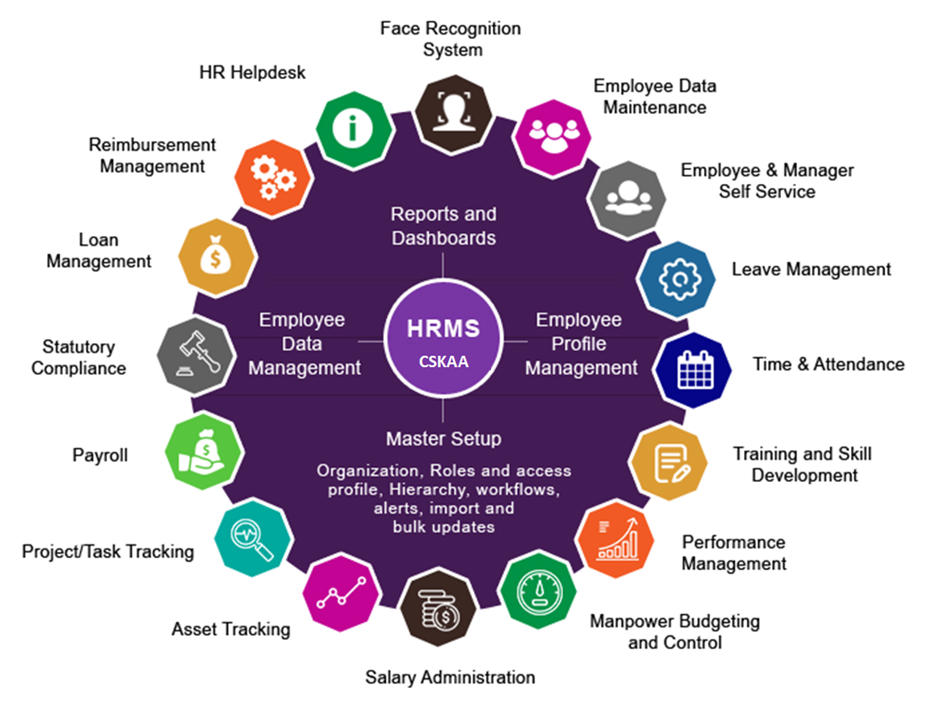 Face Recognition
System
HR Helpdesk
Employee Data
Maintenance
Reimbursement
Management
Employee & Manager
Self Service
Reports and
Dashboards
Loan
Management
Leave Management
Employee
Data
Management
HRMS
CSKAA
Employee
Profile
Management
Statutory
Compliance
Time & Attendance
Master Setup
Organization, Roles and access
profile, Hierarchy, workflows,
alerts, import and
bulk updates
Payroll
Training and Skill
Development
Project/Task Tracking
Performance
Management
Asset Tracking
Manpower Budgeting
and Control
Salary Administration